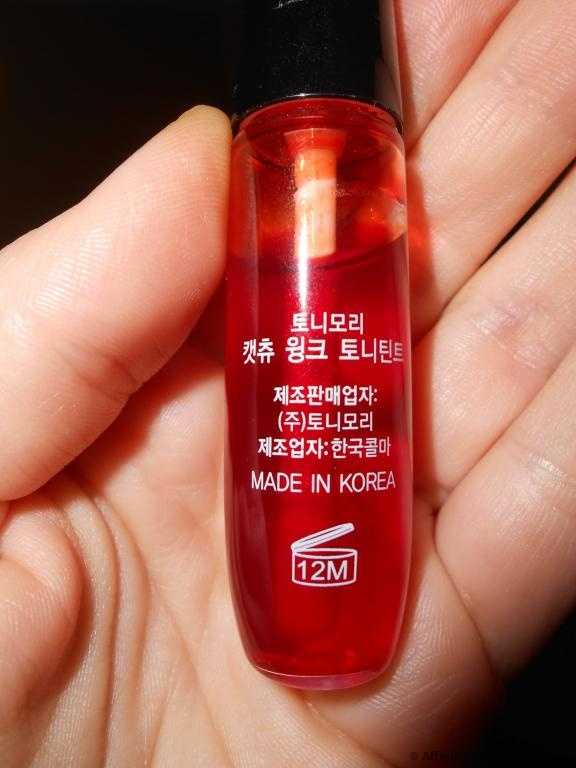 토니모리
캣츄 윙크 토니틴트
제조판매업자:
(주)토니모리
제조업자:한국콜마
MADE IN KOREA
12M